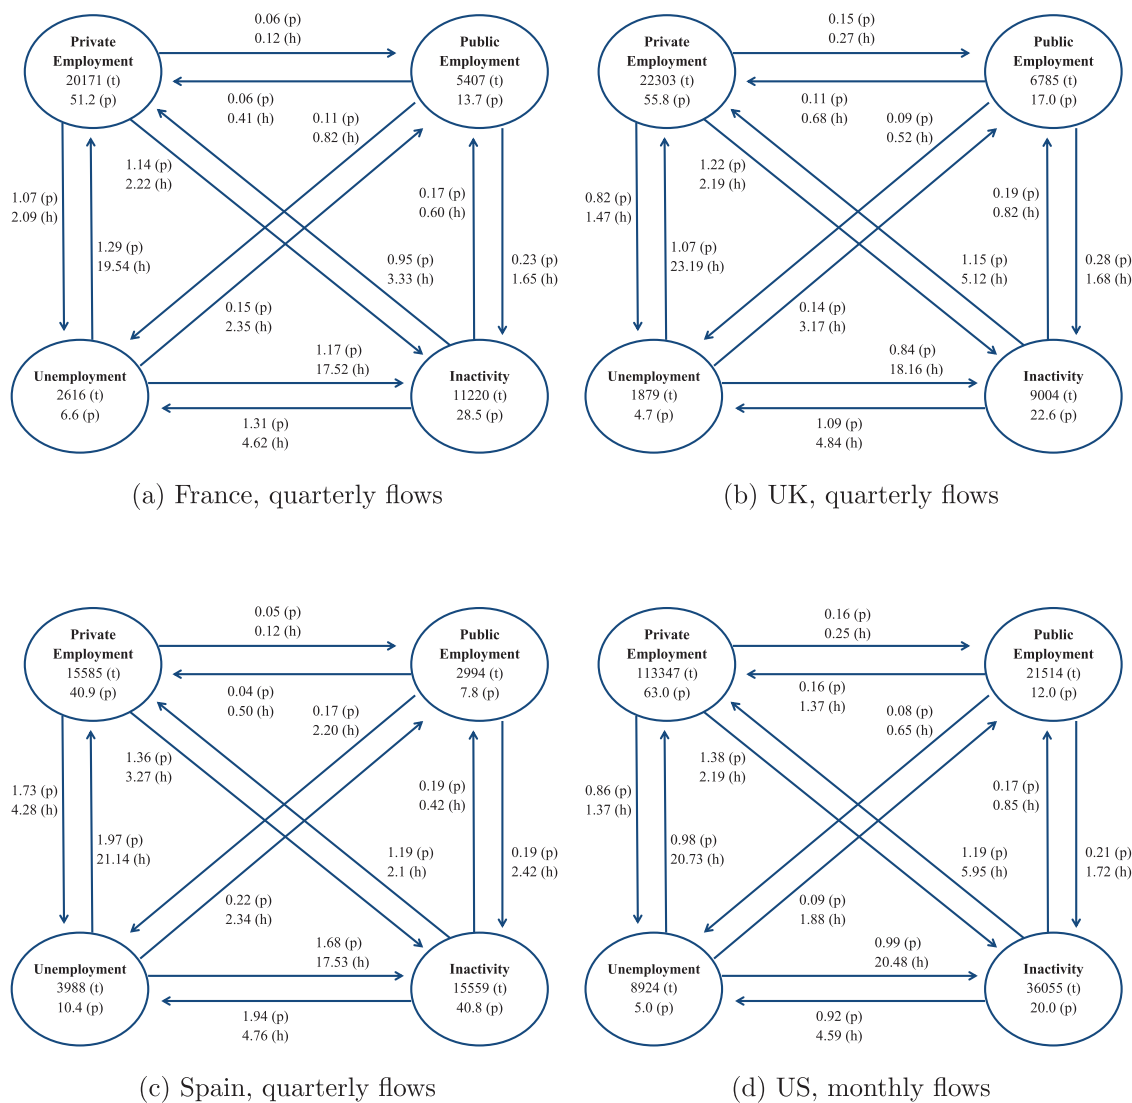 0.06 (p)
0.12 (h)
Private
Employment
20171 (t)
51.2 (p)
Public
Employment
5407 (t)
13.7 (p)
0.06 (p)
0.41 (h)
0.11 (p)
0.82 (h)
1.14 (p)
2.22 (h)
0.17 (p)
0.60 (h)
1.07 (p)
2.09 (h)
1.29 (p)
19.54 (h)
0.95 (p)
3.33 (h)
0.23 (p)
1.65 (h)
0.15 (p)
2.35 (h)
1.17 (p)
17.52 (h)
Unemployment
2616 (t)
6.6 (p)
Inactivity
11220 (t)
28.5 (p)
1.31 (p)
4.62 (h)
(a) France, quarterly flows
0.15 (p)
0.27 (h)
Private
Employment
22303 (t)
55.8 (p)
Public
Employment
6785 (t)
17.0 (p)
0.11 (p)
0.68 (h)
0.09 (p)
0.52 (h)
1.22 (p)
2.19 (h)
0.19 (p)
0.82 (h)
0.82 (p)
1.47 (h)
1.07 (p)
23.19 (h)
1.15 (p)
5.12 (h)
0.28 (p)
1.68 (h)
0.14 (p)
3.17 (h)
0.84 (p)
18.16 (h)
Unemployment
1879 (t)
4.7 (p)
Inactivity
9004 (t)
22.6 (p)
1.09 (p)
4.84 (h)
(b) UK, quarterly flows
0.05 (p)
0.12 (h)
Private
Employment
15585 (t)
40.9 (p)
Public
Employment
2994 (t)
7.8 (p)
0.04 (p)
0.50 (h)
0.17 (p)
2.20 (h)
1.36 (p)
3.27 (h)
0.19 (p)
0.42 (h)
1.73 (p)
4.28 (h)
1.97 (p)
21.14 (h)
1.19 (p)
2.1 (h)
0.19 (p)
2.42 (h)
0.22 (p)
2.34 (h)
1.68 (p)
17.53 (h)
Unemployment
3988 (t)
10.4 (p)
Inactivity
15559 (t)
40.8 (p)
1.94 (p)
4.76 (h)
(c) Spain, quarterly flows
0.16 (p)
0.25 (h)
Private
Employment
113347 (t)
63.0 (p)
Public
Employment
21514 (t)
12.0 (p)
0.16 (p)
1.37 (h)
0.08 (p)
0.65 (h)
1.38 (p)
2.19 (h)
0.17 (p)
0.85 (h)
0.86 (p)
1.37 (h)
0.98 (p)
20.73 (h)
1.19 (p)
5.95 (h)
0.21 (p)
1.72 (h)
0.09 (p)
1.88 (h)
0.99 (p)
20.48 (h)
Unemployment
8924 (t)
5.0 (p)
Inactivity
36055 (t)
20.0 (p)
0.92 (p)
4.59 (h)
(d) US, monthly flows